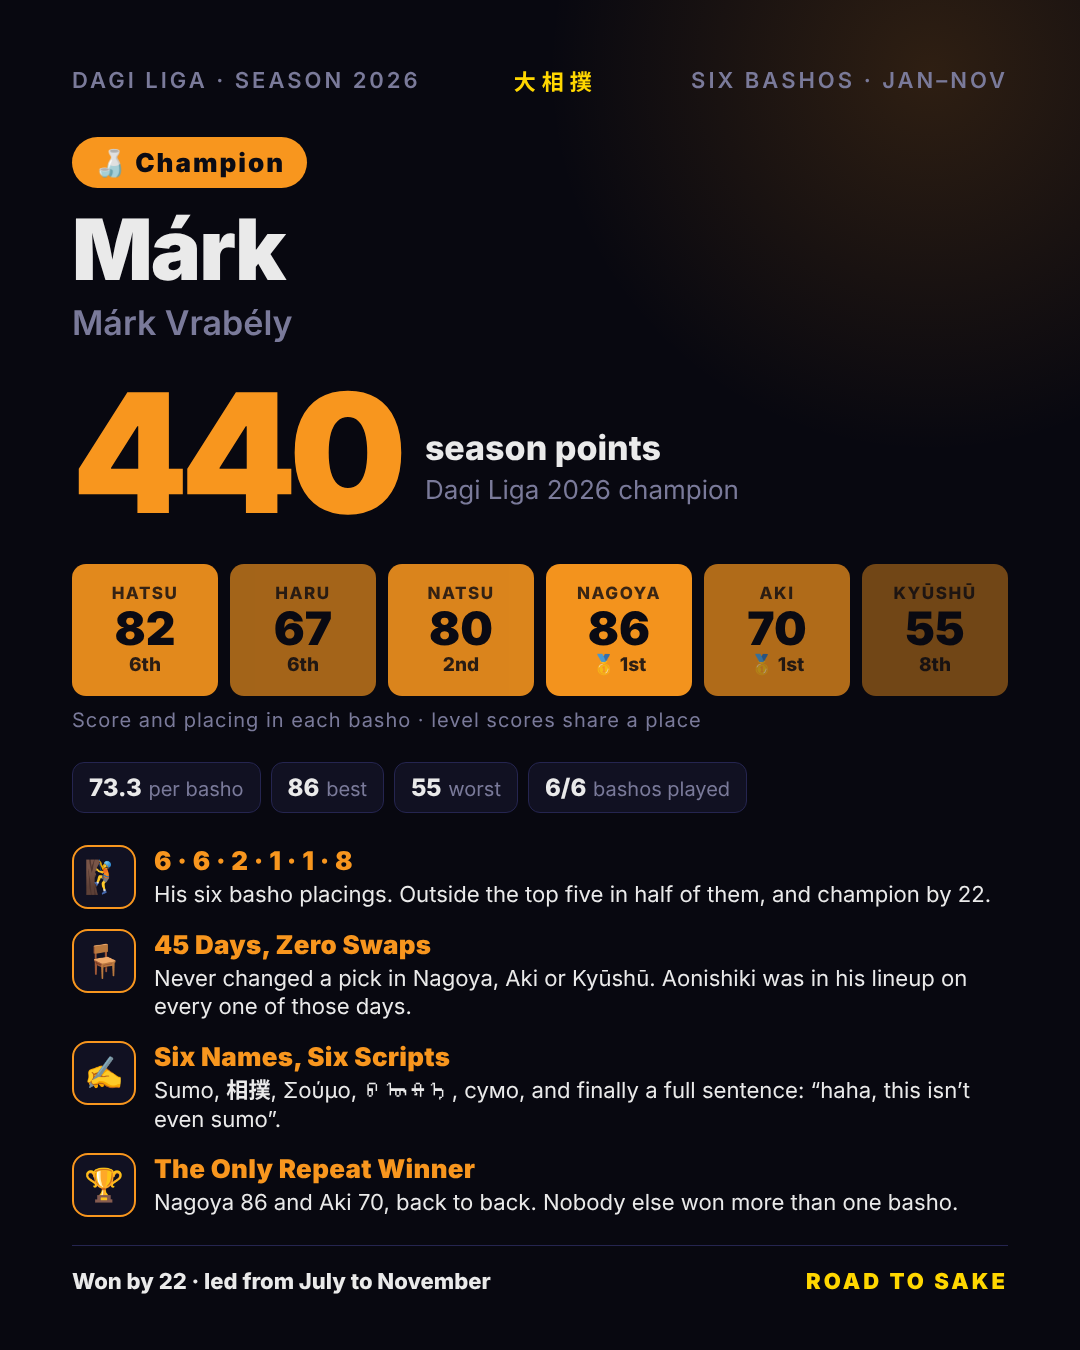 DAGI LIGA · SEASON 2026
大相撲
SIX BASHOS · JAN–NOV
🍶 Champion
Márk
Márk Vrabély
440
season points
Dagi Liga 2026 champion
HATSU
82
6th
HARU
67
6th
NATSU
80
2nd
NAGOYA
86
🥇 1st
AKI
70
🥇 1st
KYŪSHŪ
55
8th
Score and placing in each basho · level scores share a place
73.3 per basho
86 best
55 worst
6/6 bashos played
6 · 6 · 2 · 1 · 1 · 8
His six basho placings. Outside the top five in half of them, and champion by 22.
45 Days, Zero Swaps
Never changed a pick in Nagoya, Aki or Kyūshū. Aonishiki was in his lineup on
every one of those days.
Six Names, Six Scripts
Sumo, 相撲, Σούμο, , сумо, and finally a full sentence: “haha, this isn’t
even sumo”.
The Only Repeat Winner
Nagoya 86 and Aki 70, back to back. Nobody else won more than one basho.
Won by 22 · led from July to November
ROAD TO SAKE